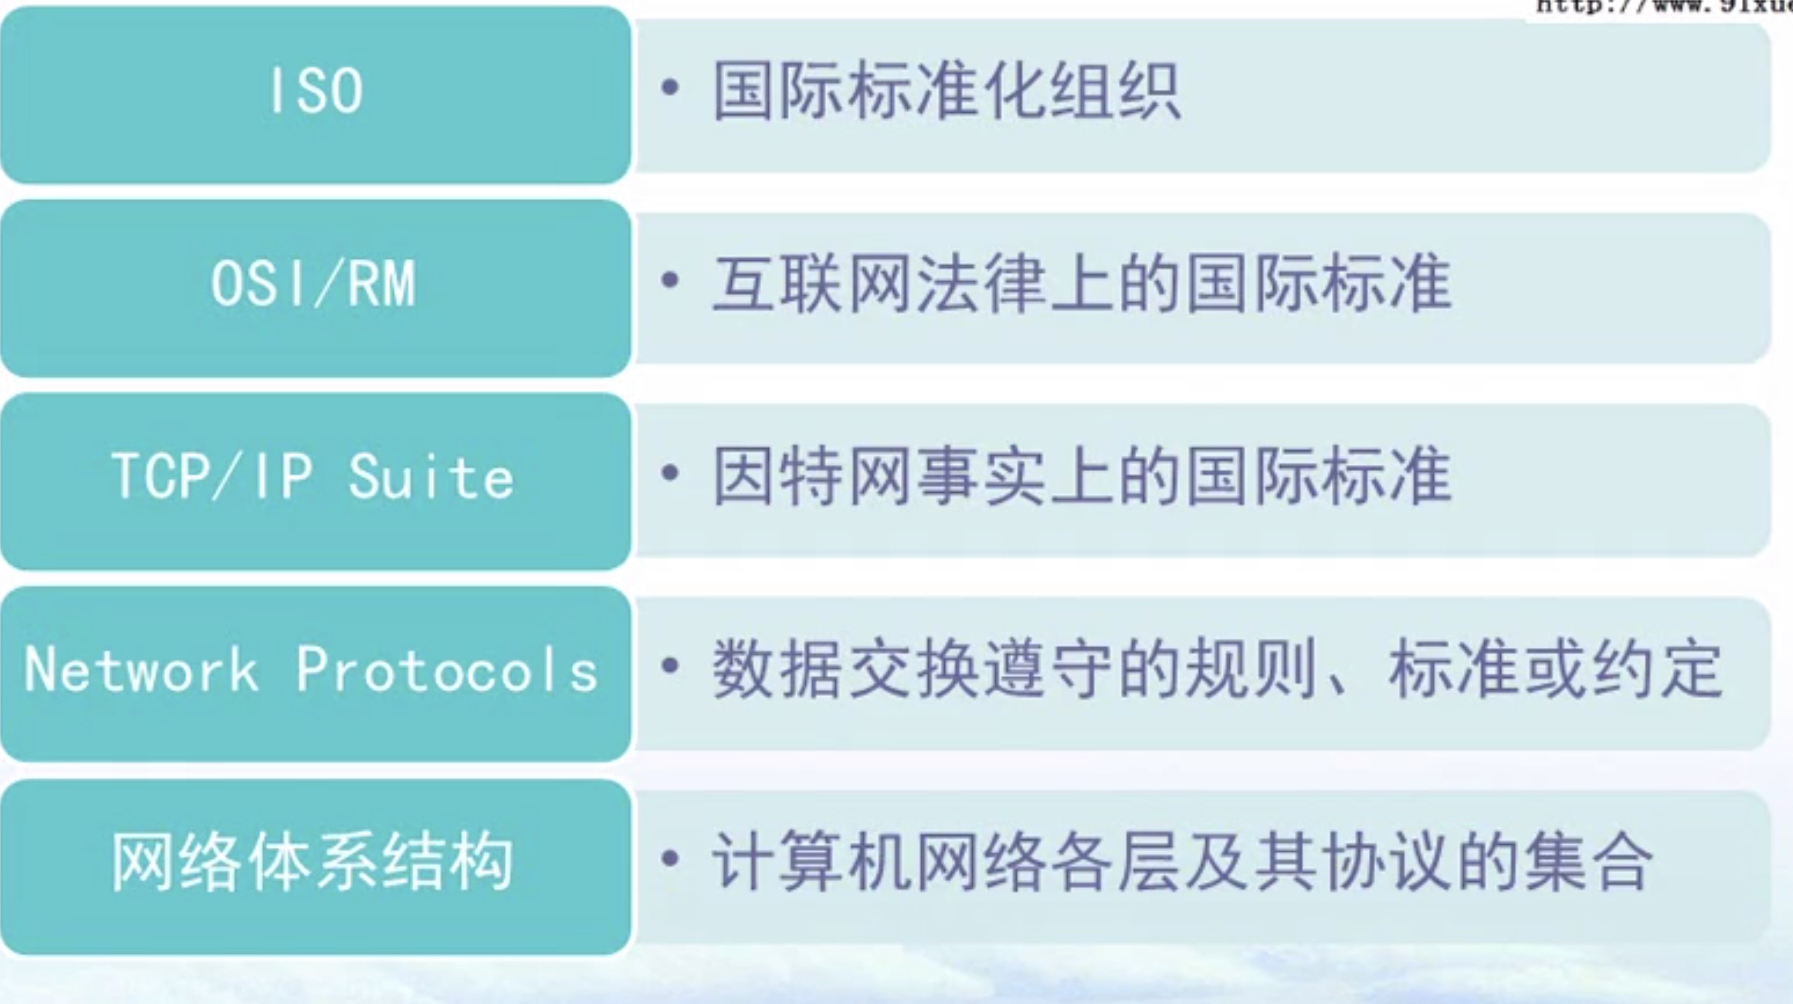 http://www.91xue
ISO
• 国际标准化组织
OSI/RM
• 互联网法律上的国际标准
TCP/IP Suite
• 因特网事实上的国际标准
Network Protocols
• 数据交换遵守的规则、标准或约定
网络体系结构
• 计算机网络各层及其协议的集合